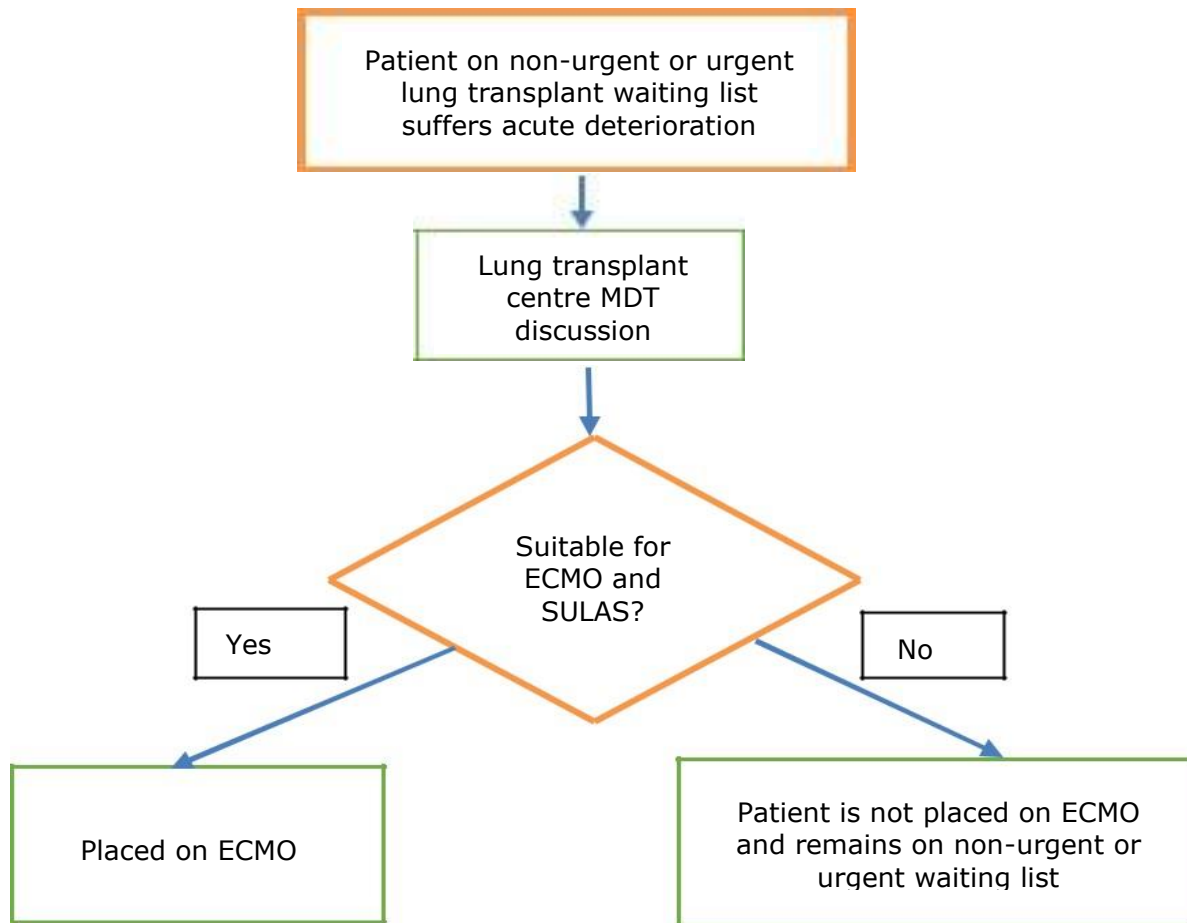 Patient on non-urgent or urgent
lung transplant waiting list
suffers acute deterioration
Lung transplant
centre MDT
discussion
Suitable for
ECMO and
SULAS?
Yes
No
Placed on ECMO
Patient is not placed on ECMO
and remains on non-urgent or
urgent waiting list